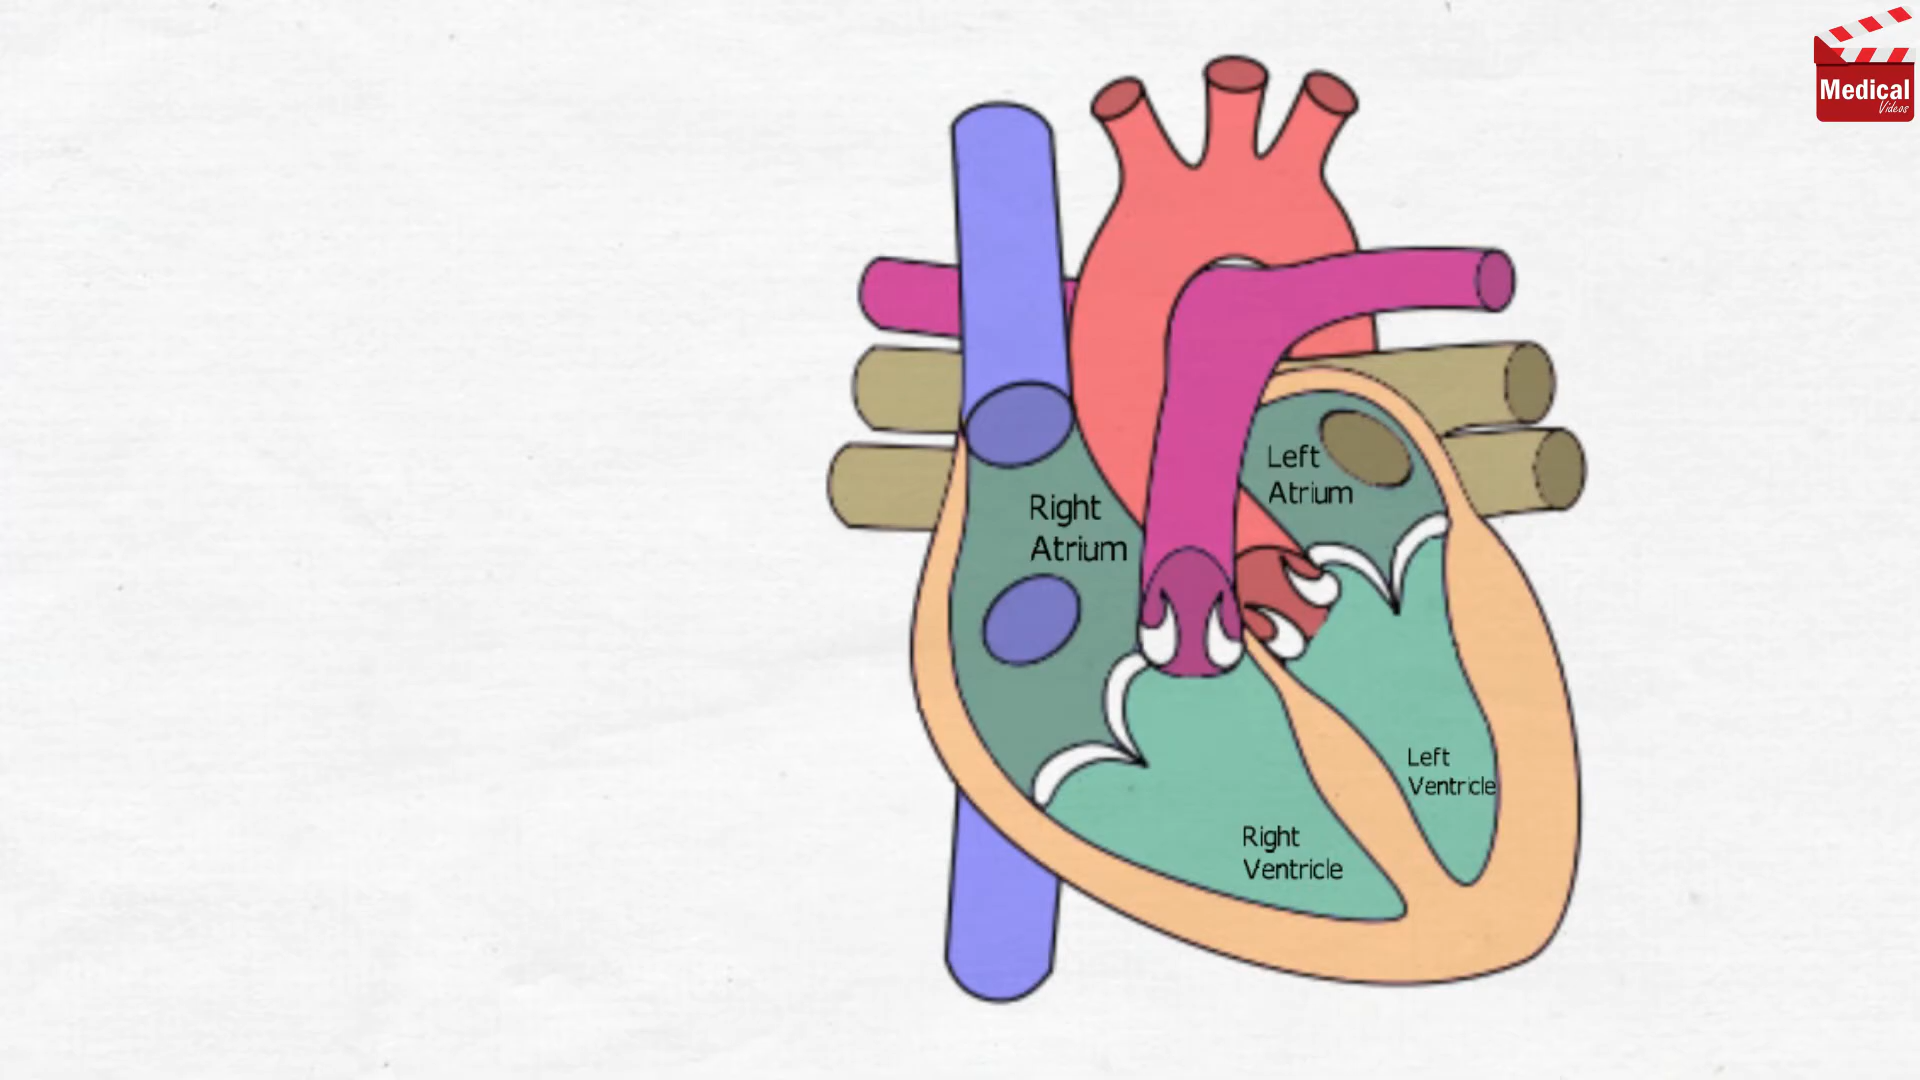 Medical
Videos
Left
Atrium
Right
Atrium
Left
Ventricle
Right
Ventricle